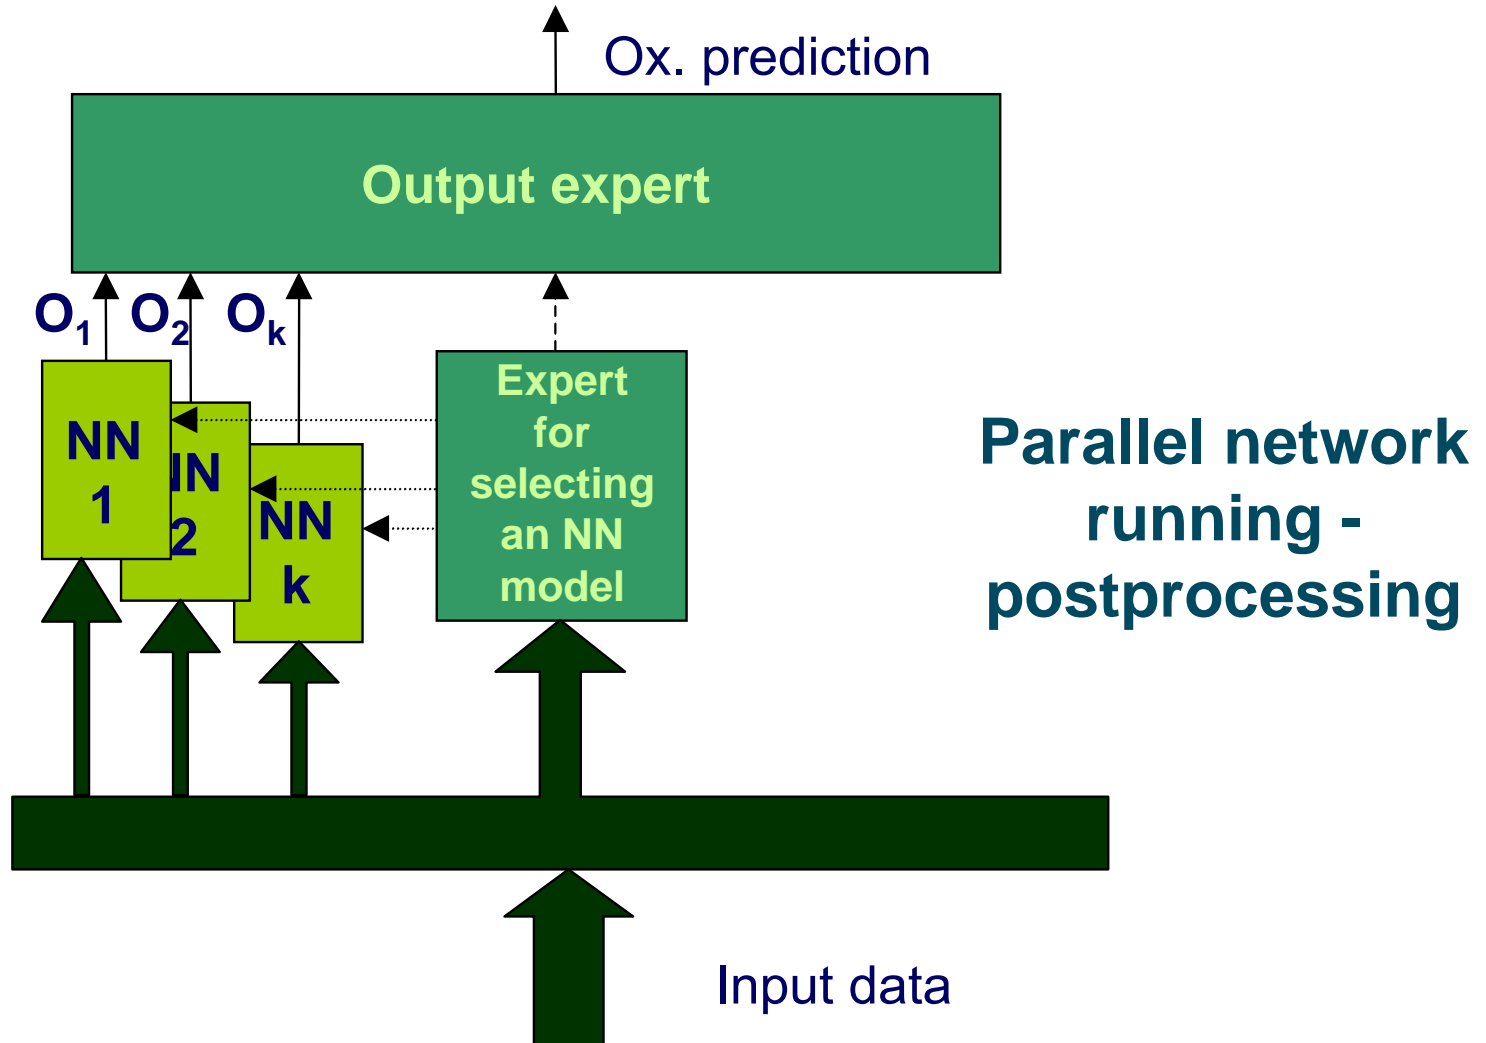 Ox. prediction
Output expert
O1 O2 Ok
NN
1
NN
2
NN
k
Expert
for
selecting
an NN
model
Parallel network
running -
postprocessing
Input data